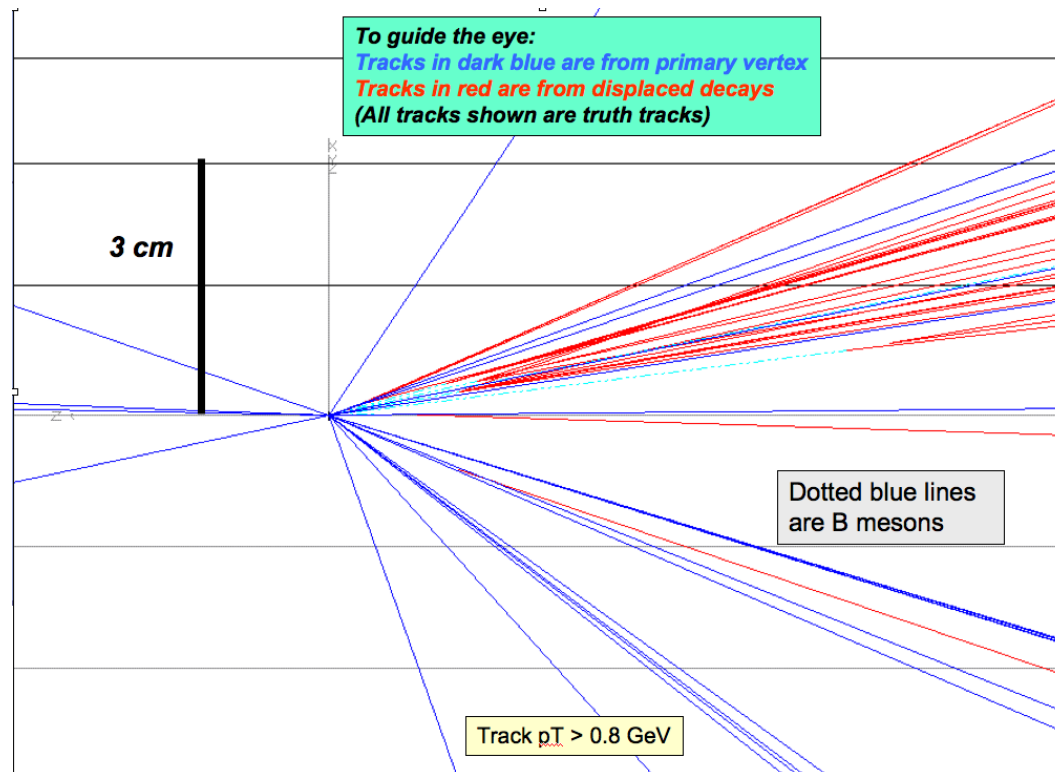 To guide the eye:
Tracks in dark blue are from primary vertex
Tracks in red are from displaced decays
(All tracks shown are truth tracks)
X
Y
Z
3 cm
Z
Dotted blue lines
are B mesons
Track pT > 0.8 GeV